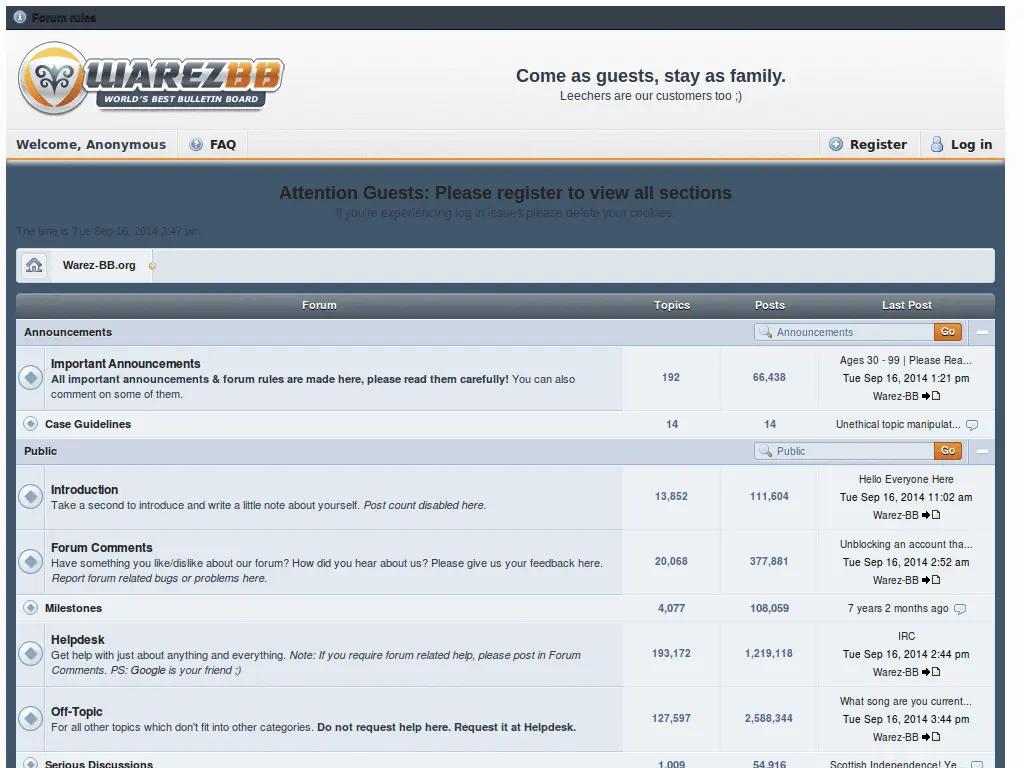 Forum rules
WAREZBB
WORLD'S BEST BULLETIN BOARD
Come as guests, stay as family.
Leechers are our customers too ;)
Welcome, Anonymous
FAQ
Register
Log in
Attention Guests: Please register to view all sections
If you're experiencing log in issues please delete your cookies.
The time is Tue Sep 16, 2014 3:47 pm
Warez-BB.org
Forum Topics Posts Last Post
Announcements Announcements Go
Important Announcements
All important announcements & forum rules are made here, please read them carefully! You can also
comment on some of them.
192 66,438
Ages 30 - 99 | Please Rea...
Tue Sep 16, 2014 1:21 pm
Warez-BB
Case Guidelines 14 14 Unethical topic manipulat...
Public Public Go
Introduction
Take a second to introduce and write a little note about yourself. Post count disabled here.
13,852 111,604
Hello Everyone Here
Tue Sep 16, 2014 11:02 am
Warez-BB
Forum Comments
Have something you like/dislike about our forum? How did you hear about us? Please give us your feedback here.
Report forum related bugs or problems here.
20,068 377,881
Unblocking an account tha...
Tue Sep 16, 2014 2:52 am
Warez-BB
Milestones 4,077 108,059 7 years 2 months ago
Helpdesk
Get help with just about anything and everything. Note: If you require forum related help, please post in Forum
Comments. PS: Google is your friend ;)
193,172 1,219,118
IRC
Tue Sep 16, 2014 2:44 pm
Warez-BB
Off-Topic
For all other topics which don't fit into other categories. Do not request help here. Request it at Helpdesk.
127,597 2,588,344
What song are you current...
Tue Sep 16, 2014 3:44 pm
Warez-BB
Serious Discussions 1,009 54,916 Scottish Independence! Ye...